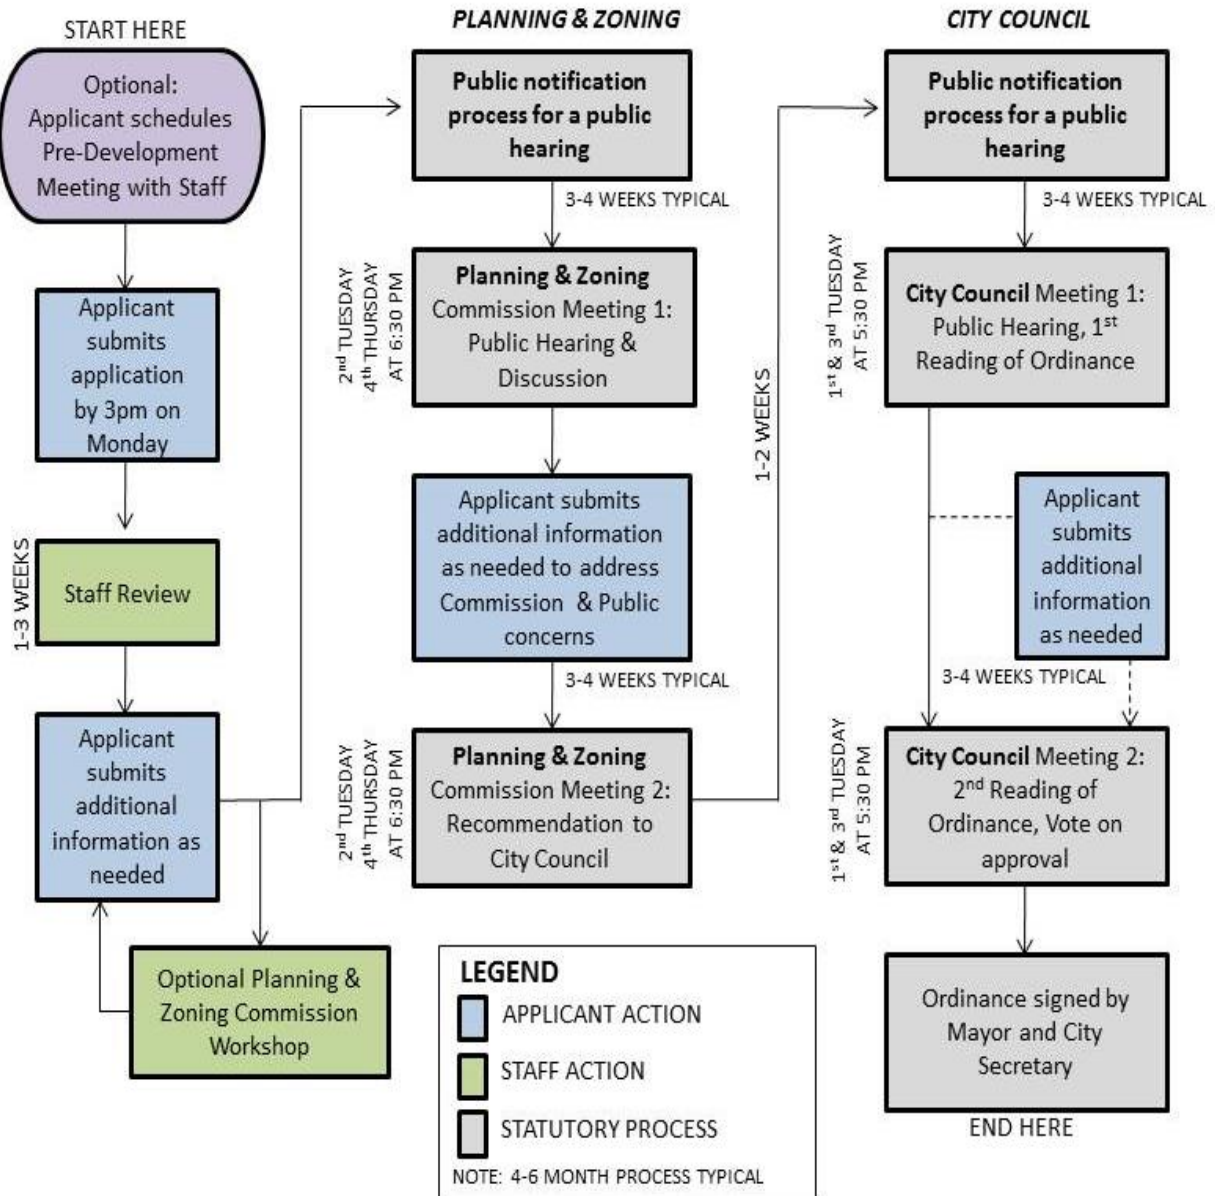 START HERE
Optional:
Applicant schedules
Pre-Development
Meeting with Staff
Applicant
submits
application
by 3pm on
Monday
1-3 WEEKS
Staff Review
Applicant
submits
additional
information as
needed
Optional Planning &
Zoning Commission
Workshop
PLANNING & ZONING
Public notification
process for a public
hearing
3-4 WEEKS TYPICAL
2nd TUESDAY
4th THURSDAY
AT 6:30 PM
Planning & Zoning
Commission Meeting 1:
Public Hearing &
Discussion
Applicant submits
additional information
as needed to address
Commission & Public
concerns
3-4 WEEKS TYPICAL
2nd TUESDAY
4th THURSDAY
AT 6:30 PM
Planning & Zoning
Commission Meeting 2:
Recommendation to
City Council
1-2 WEEKS
CITY COUNCIL
Public notification
process for a public
hearing
3-4 WEEKS TYPICAL
1st & 3rd TUESDAY
AT 5:30 PM
City Council Meeting 1:
Public Hearing, 1st
Reading of Ordinance
Applicant
submits
additional
information
as needed
3-4 WEEKS TYPICAL
1st & 3rd TUESDAY
AT 5:30 PM
City Council Meeting 2:
2nd Reading of
Ordinance, Vote on
approval
Ordinance signed by
Mayor and City
Secretary
END HERE
LEGEND
APPLICANT ACTION
STAFF ACTION
STATUTORY PROCESS
NOTE: 4-6 MONTH PROCESS TYPICAL